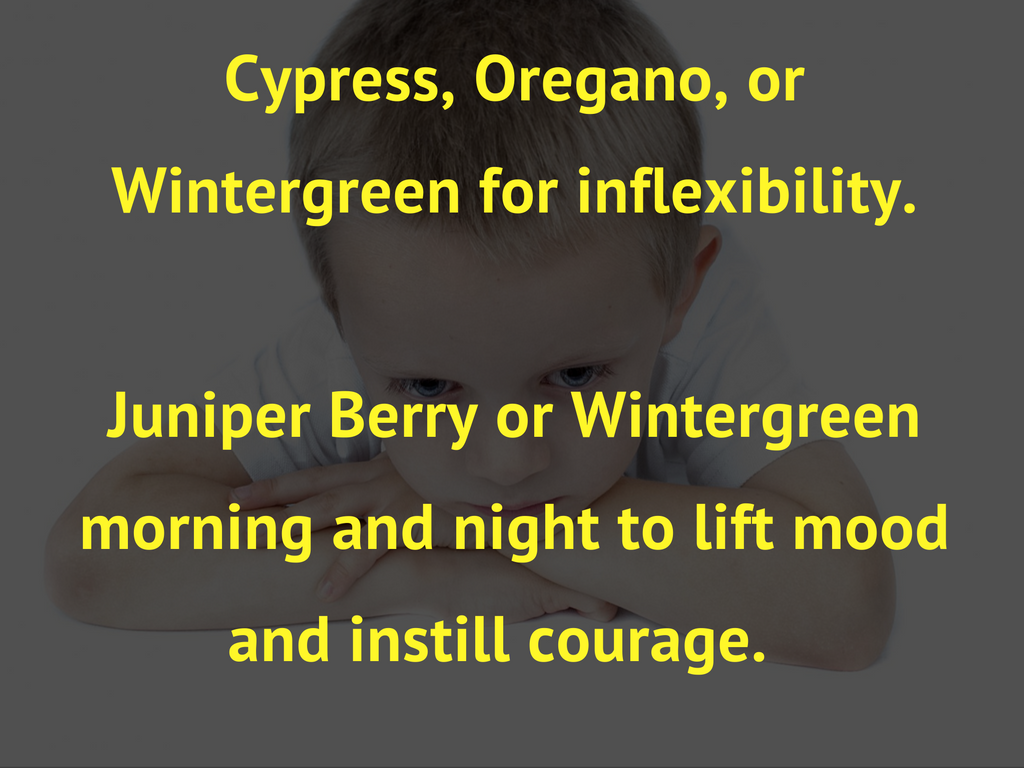 Cypress, Oregano, or
Wintergreen for inflexibility.
Juniper Berry or Wintergreen
morning and night to lift mood
and instill courage.